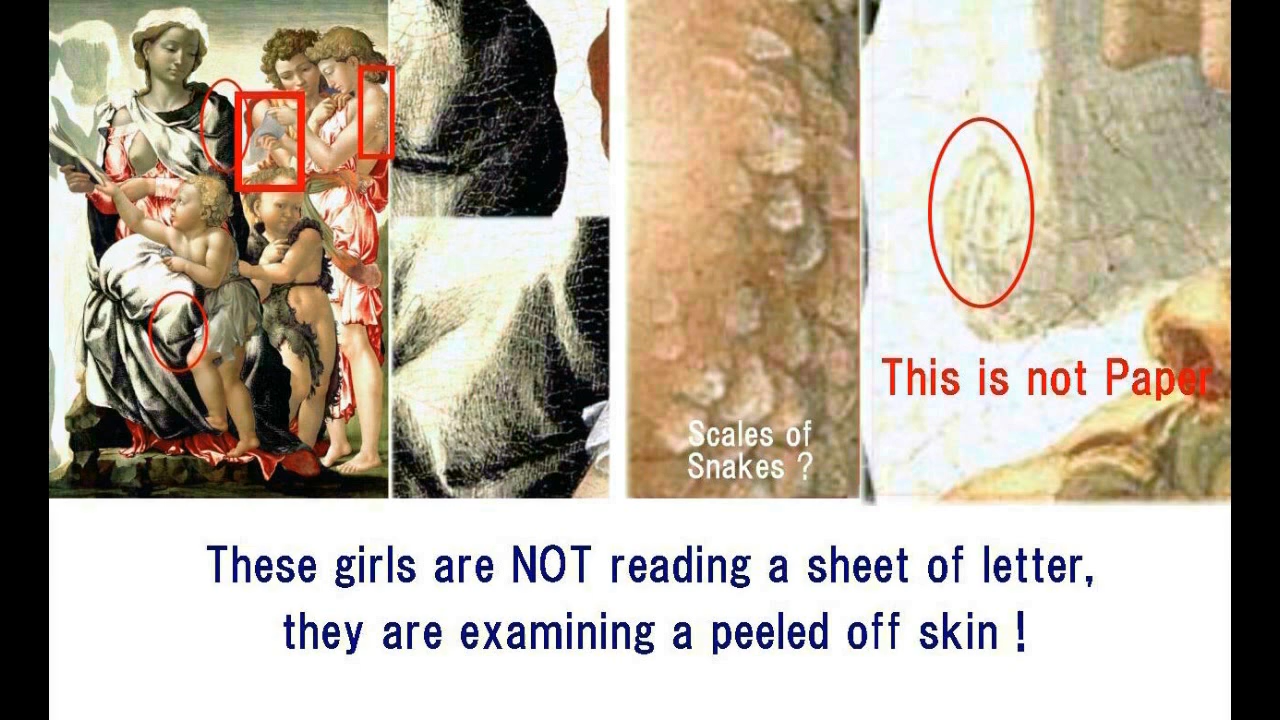 This is not Paper
Scales of
Snakes ?
These girls are NOT reading a sheet of letter,
they are examining a peeled off skin !